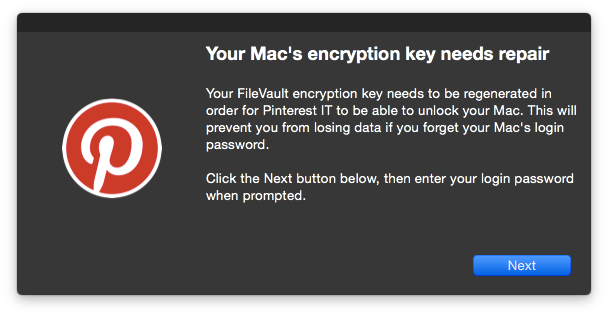 Your Mac's encryption key needs repair
Your FileVault encryption key needs to be regenerated in
order for Pinterest IT to be able to unlock your Mac. This will
prevent you from losing data if you forget your Mac's login
password.
Click the Next button below, then enter your login password
when prompted.
Next